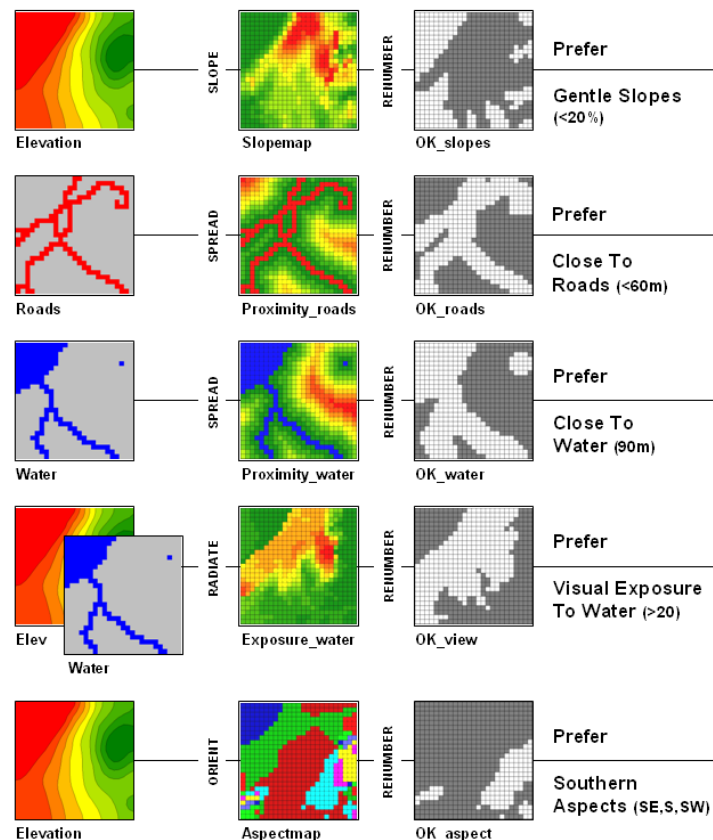 SLOPE
RENUMBER
Prefer
Gentle Slopes
(<20%)
Elevation
Slopemap
OK_slopes
SPREAD
RENUMBER
Prefer
Close To
Roads (<60m)
Roads
Proximity_roads
OK_roads
SPREAD
RENUMBER
Prefer
Close To
Water (90m)
Water
Proximity_water
OK_water
RADIATE
RENUMBER
Prefer
Visual Exposure
To Water (>20)
Elev
Water
Exposure_water
OK_view
ORIENT
RENUMBER
Prefer
Southern
Aspects (SE,S,SW)
Elevation
Aspectmap
OK_aspect